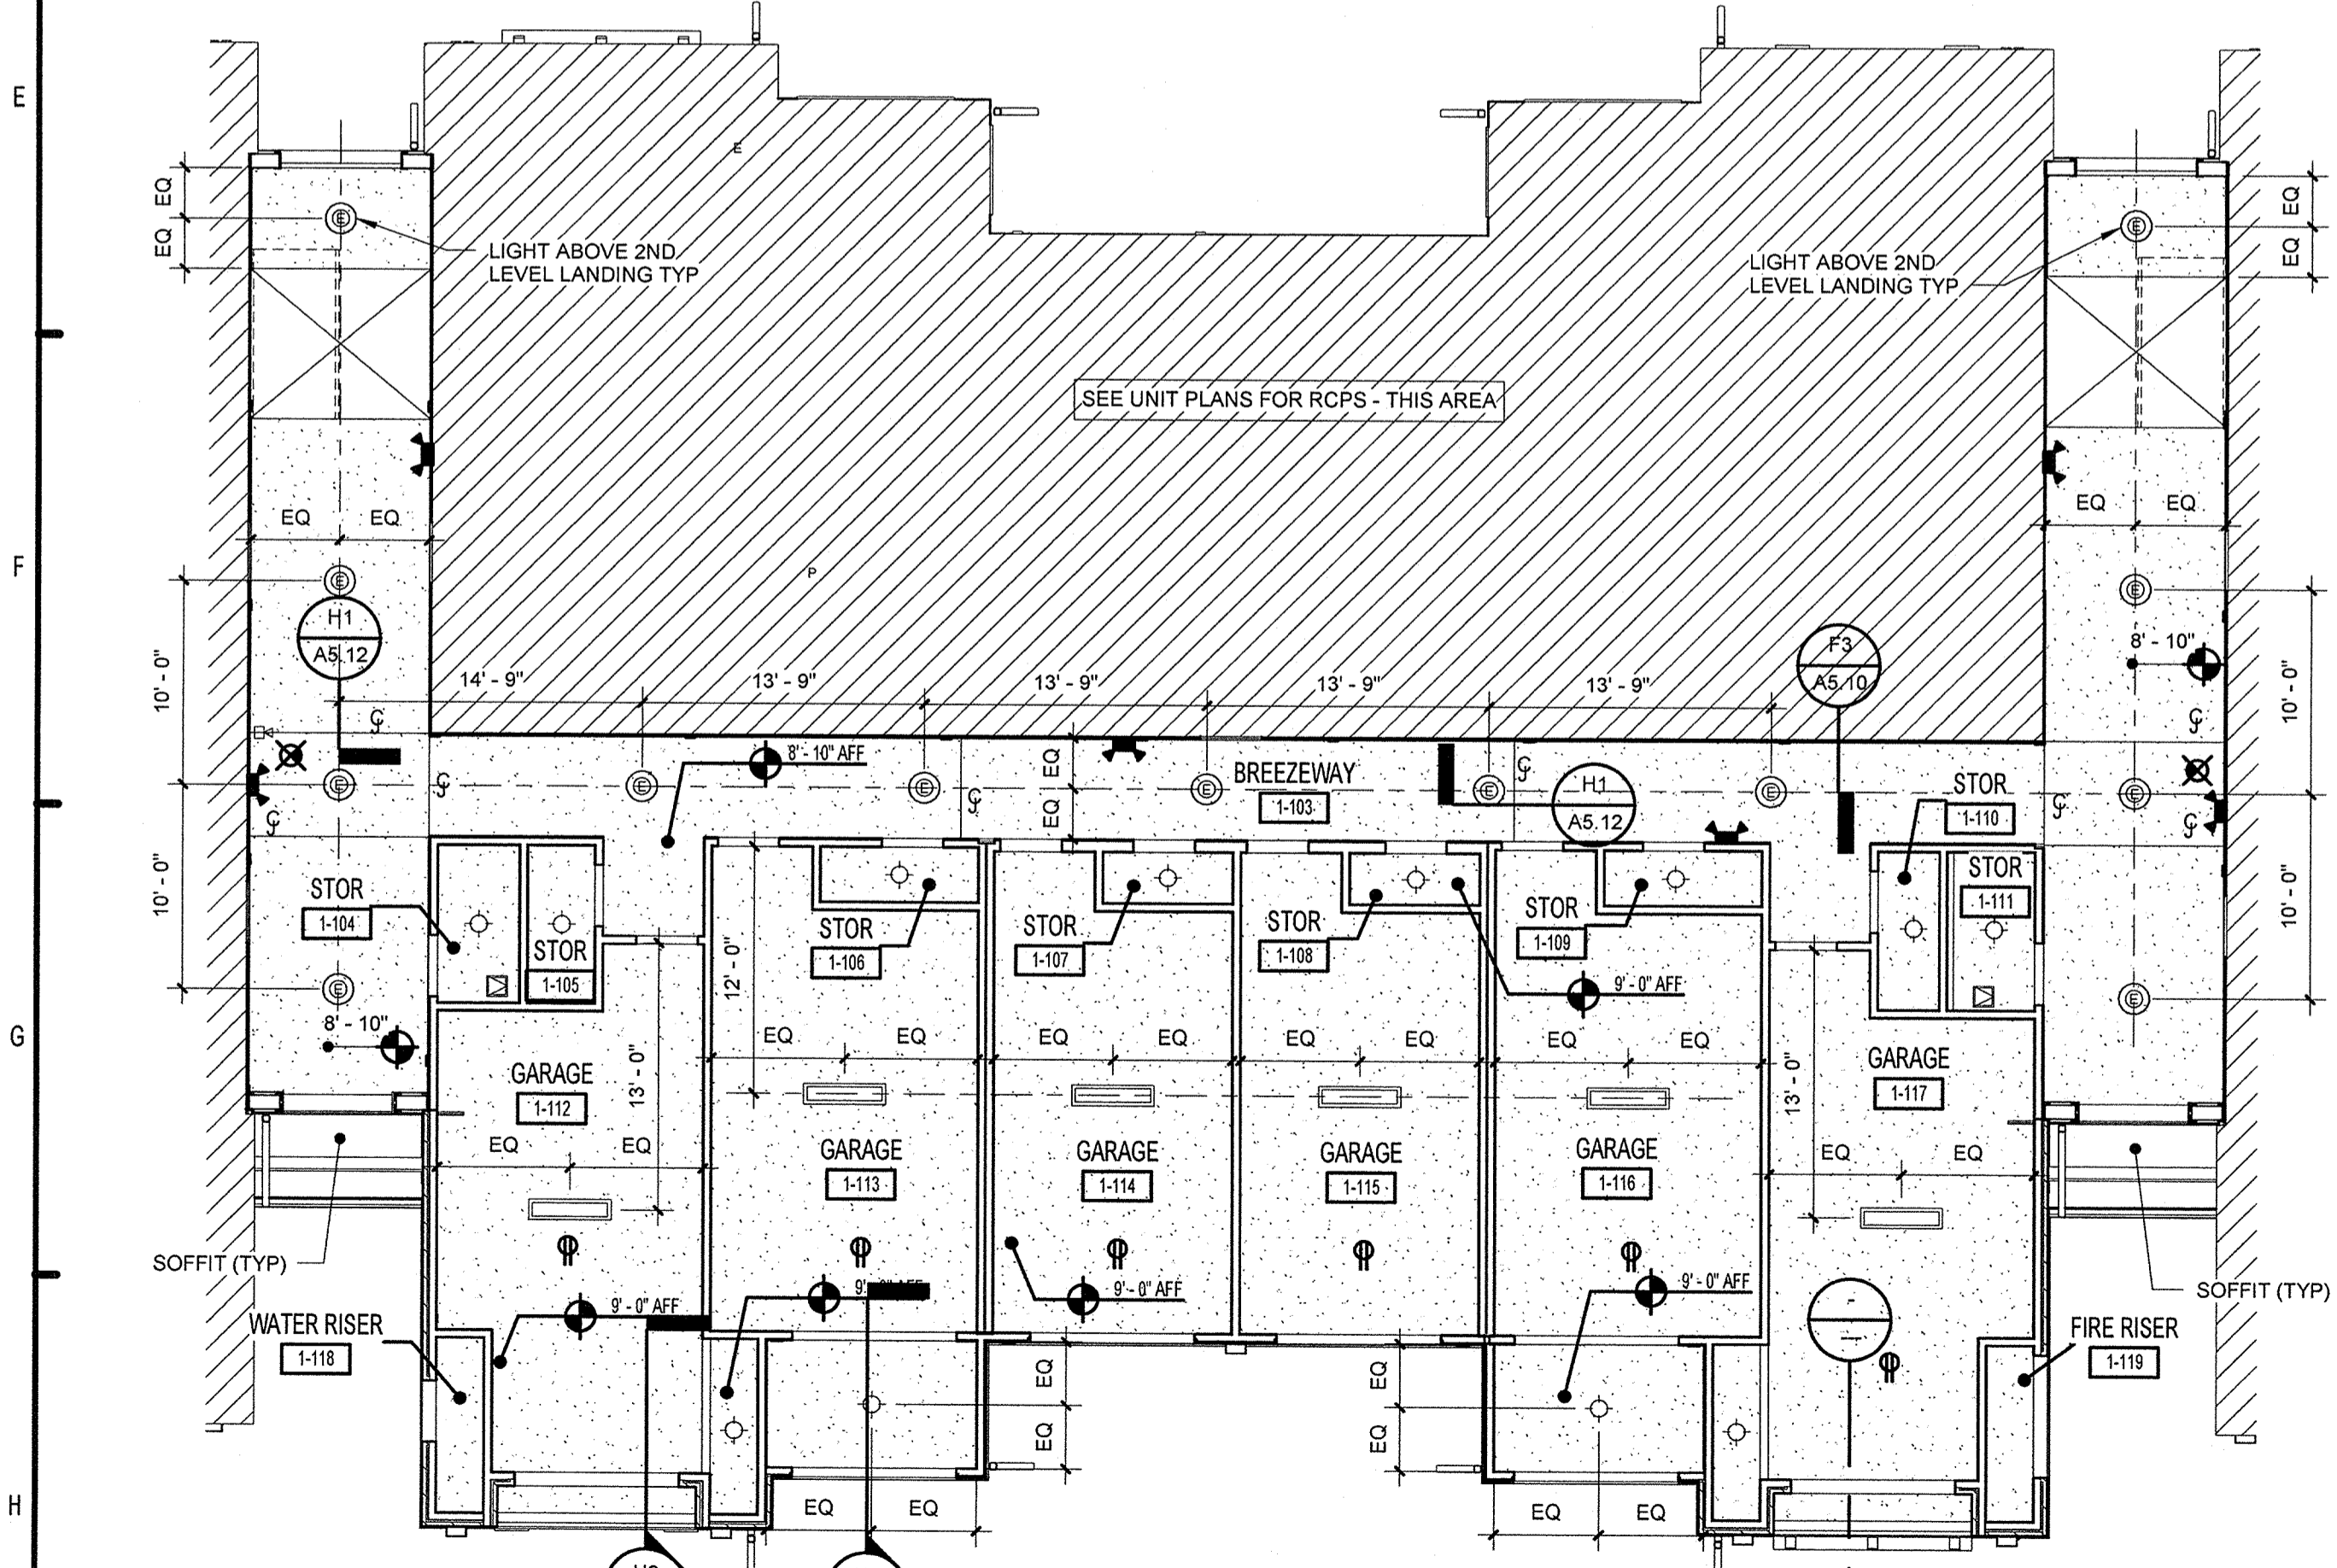 E
E
EQ
EQ
LIGHT ABOVE 2ND
LEVEL LANDING TYP
E
LIGHT ABOVE 2ND
LEVEL LANDING TYP
E
EQ
EQ
SEE UNIT PLANS FOR RCPS - THIS AREA
EQ
EQ
EQ
EQ
F
P
E
E
H1
A5.12
F3
A5.10
8' - 10"
10' - 0"
10' - 0"
14' - 9"
13' - 9"
13' - 9"
13' - 9"
13' - 9"
8' - 10" AFF
EQ
EQ
BREEZEWAY
1-103
H1
A5.12
E
E
E
E
E
E
E
STOR
1-110
STOR
1-111
STOR
1-104
STOR
1-105
STOR
1-106
STOR
1-107
STOR
1-108
STOR
1-109
10' - 0"
10' - 0"
12' - 0"
9' - 0" AFF
E
E
8' - 10"
G
EQ
EQ
EQ
EQ
EQ
EQ
EQ
EQ
13' - 0"
13' - 0"
GARAGE
1-112
GARAGE
1-117
EQ
EQ
GARAGE
1-113
GARAGE
1-114
GARAGE
1-115
GARAGE
1-116
EQ
EQ
SOFFIT (TYP)
SOFFIT (TYP)
9' - 0" AFF
9' - 0" AFF
9' - 0" AFF
9' - 0" AFF
WATER RISER
1-118
FIRE RISER
1-119
EQ
EQ
EQ
EQ
H
EQ
EQ
EQ
EQ